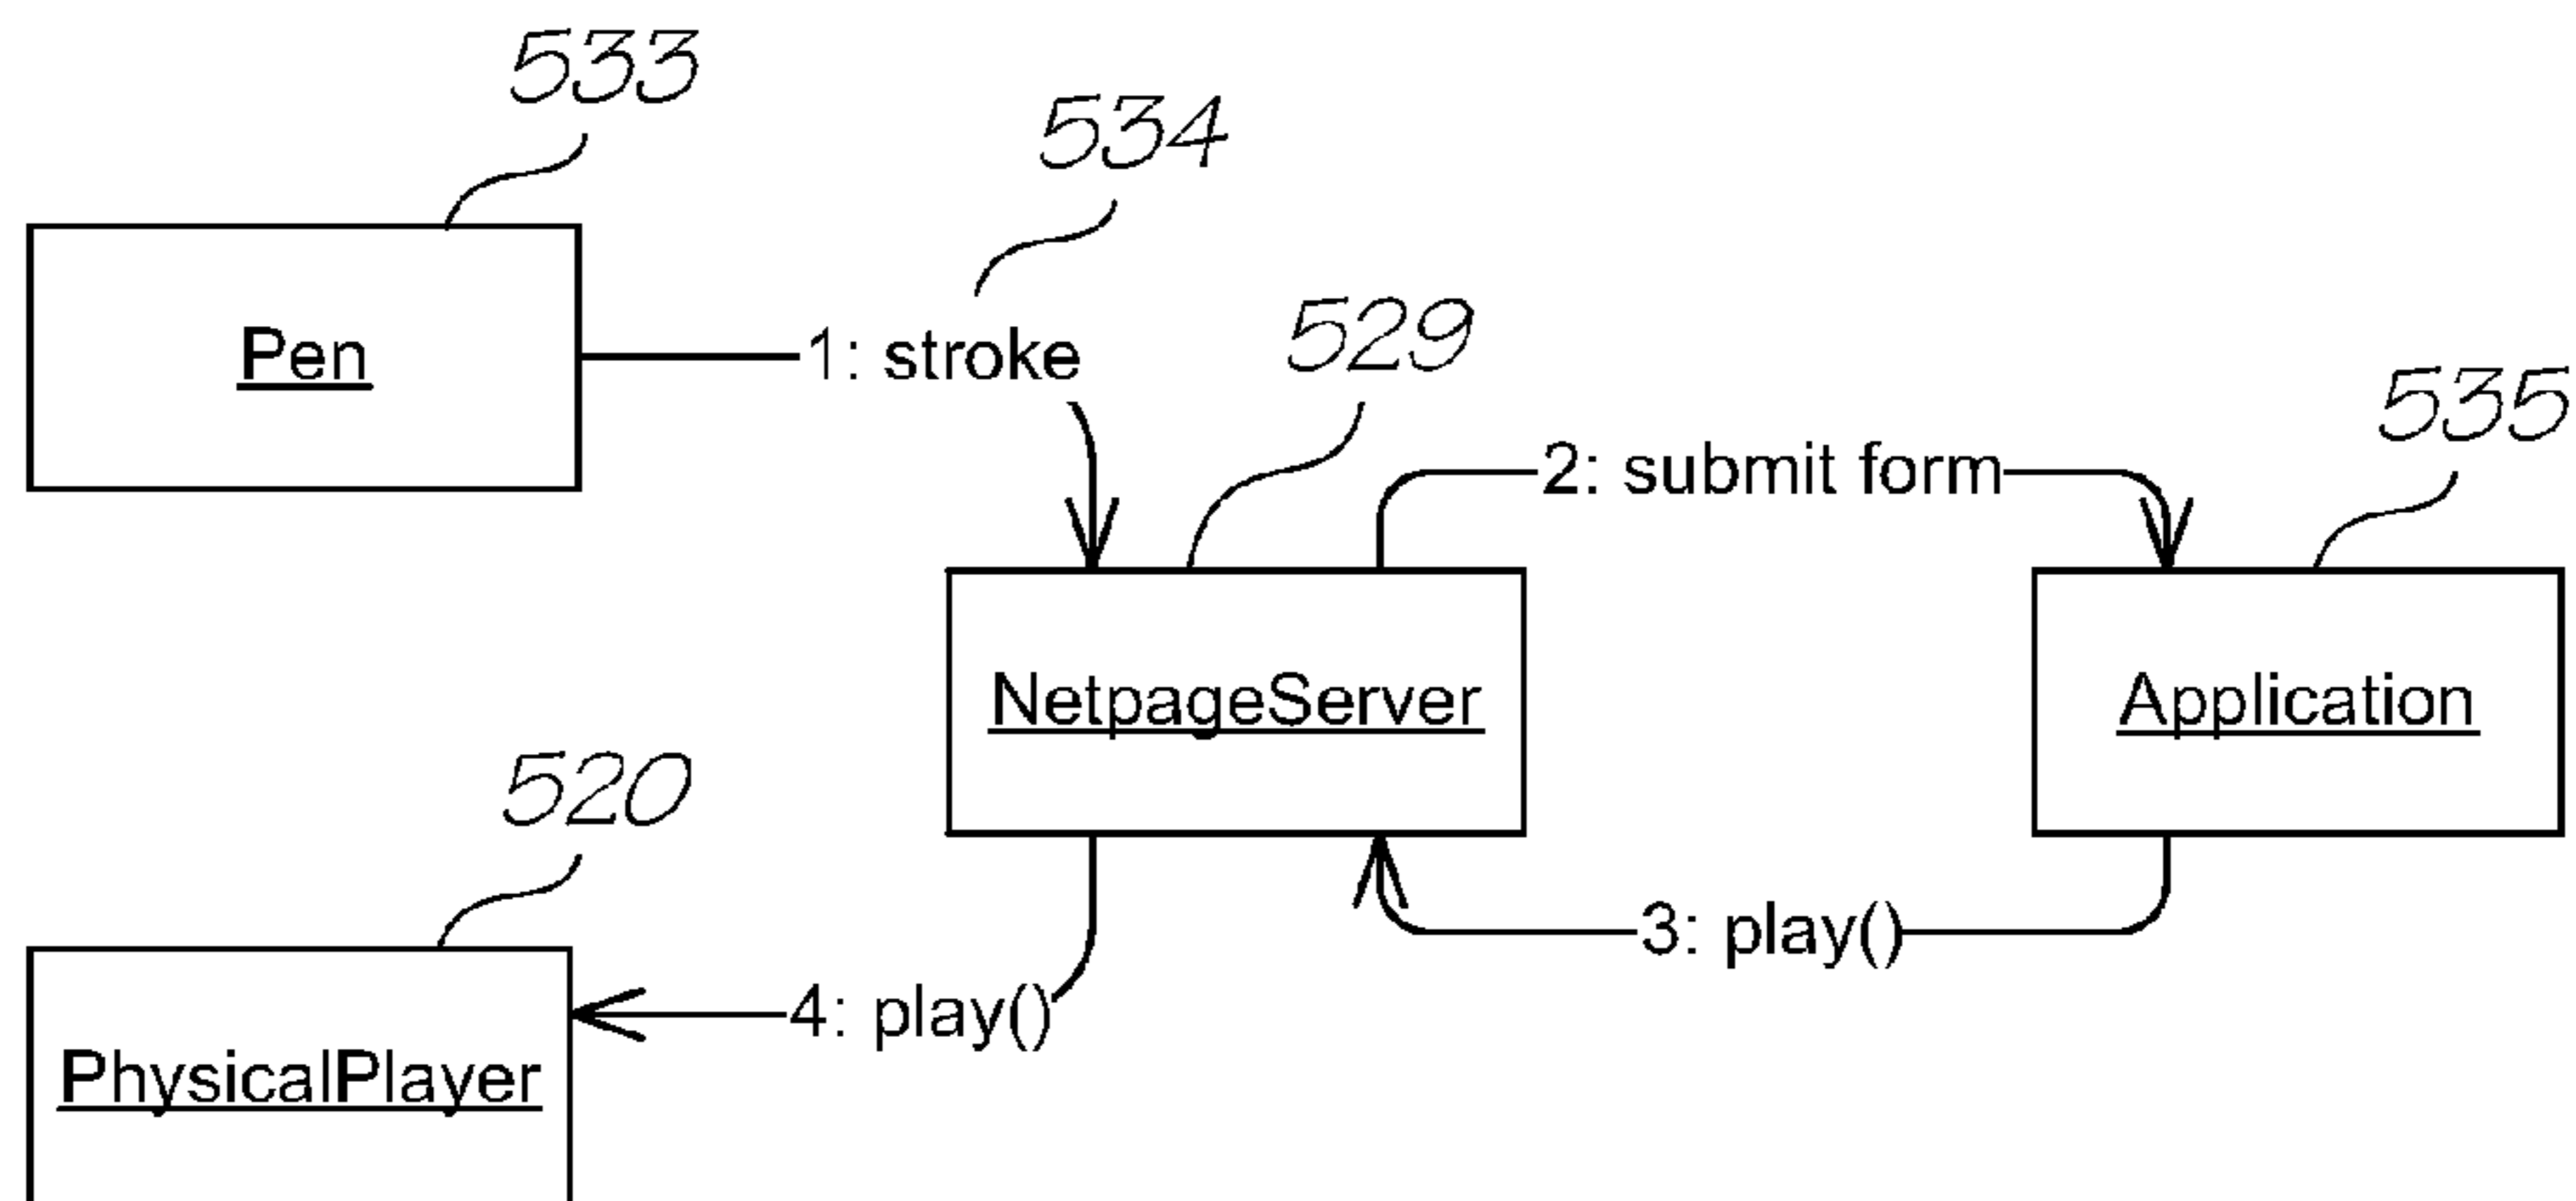 533
534
Pen
1: stroke
529
535
2: submit form
NetpageServer
Application
520
3: play()
4: play()
PhysicalPlayer